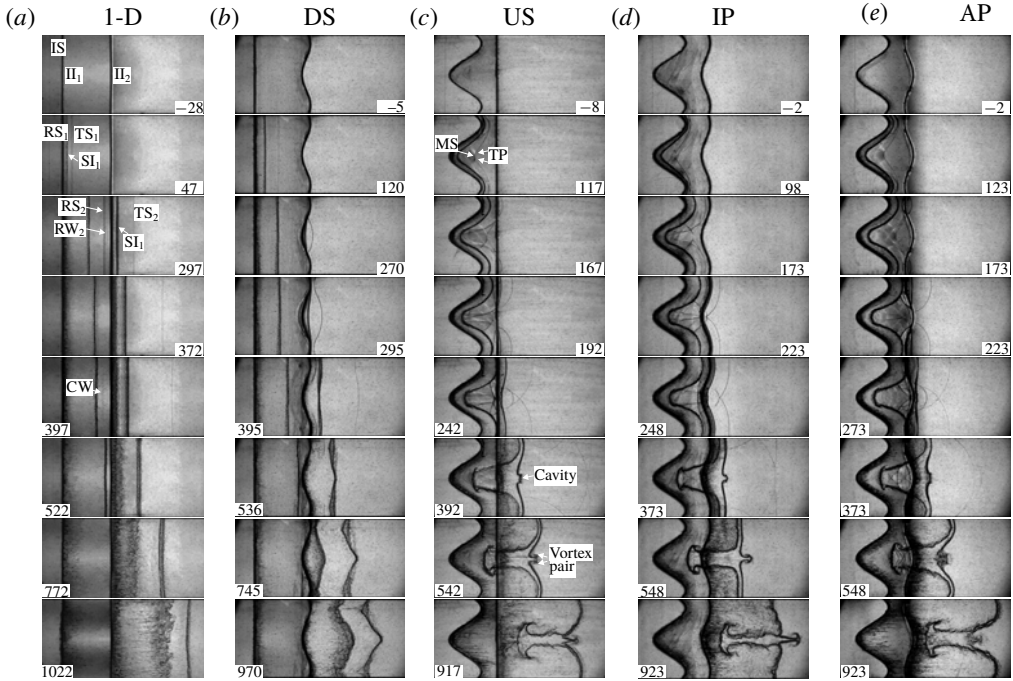 (a) 1-D (b) DS (c) US (d) IP (e) AP
IS
II1 II2
−28 −5 −8 −2 −2
RS1 TS1
SI1
MS TP
47 120 117 98 123
RS2 TS2
RW2 SI1
297 270 167 173 173
372 295 192 223 223
CW
397 395 242 248 273
Cavity
522 536 392 373 373
Vortex
pair
772 745 542 548 548
1022 970 917 923 923